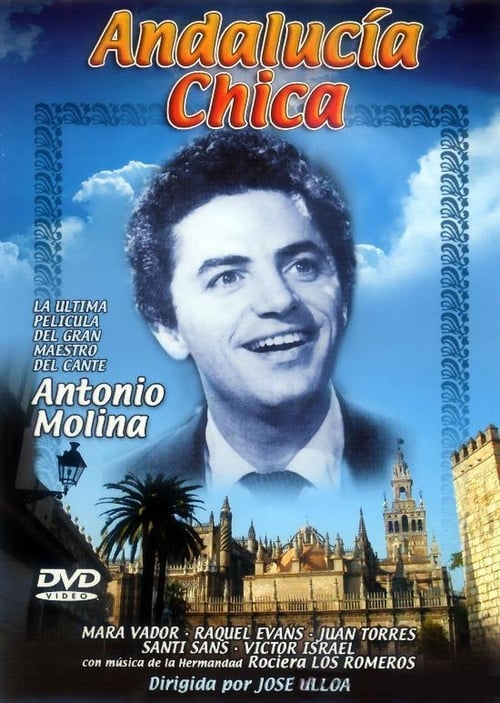 Andalucía
Chica
LA ULTIMA
PELICULA
DEL GRAN
MAESTRO
DEL CANTE
Antonio
Molina
DVD
VIDEO
MARA VADOR · RAQUEL EVANS · JUAN TORRES
SANTI SANS · VICTOR ISRAEL
con música de la Hermandad Rociera LOS ROMEROS
Dirigida por JOSE ULLOA